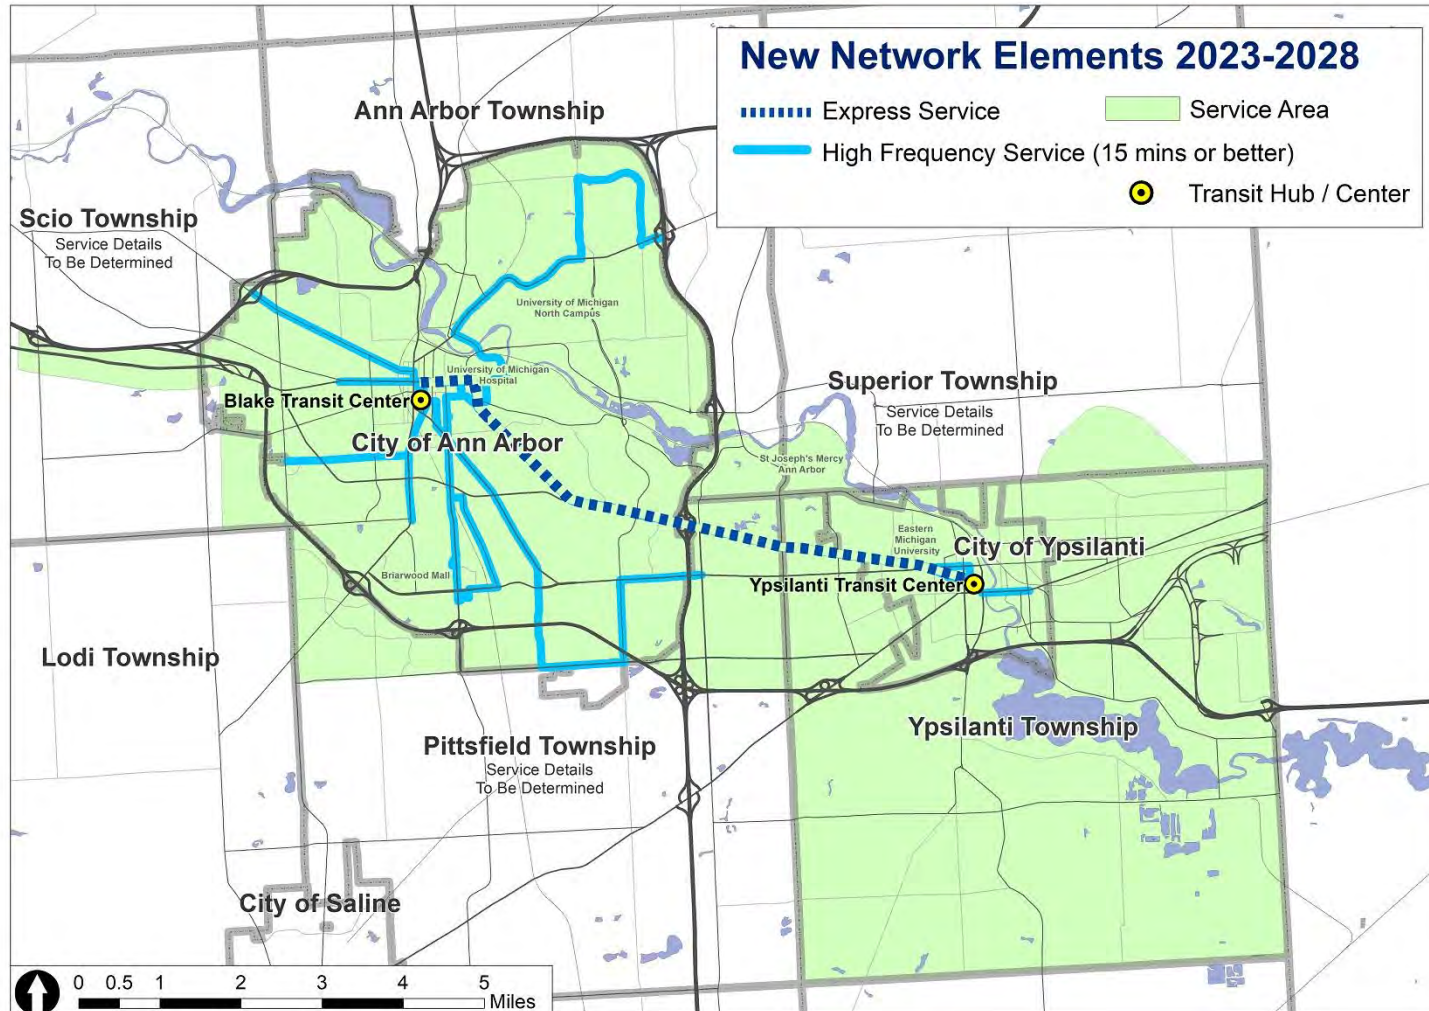 New Network Elements 2023-2028
Express Service
Service Area
High Frequency Service (15 mins or better)
Transit Hub / Center
Ann Arbor Township
Scio Township
Service Details
To Be Determined
University of Michigan
North Campus
University of Michigan
Hospital
Superior Township
Service Details
To Be Determined
Blake Transit Center
City of Ann Arbor
St Joseph's Mercy
Ann Arbor
Eastern
Michigan
University
City of Ypsilanti
Briarwood Mall
Ypsilanti Transit Center
Lodi Township
Ypsilanti Township
Pittsfield Township
Service Details
To Be Determined
City of Saline
0 0.5 1 2 3 4 5
Miles